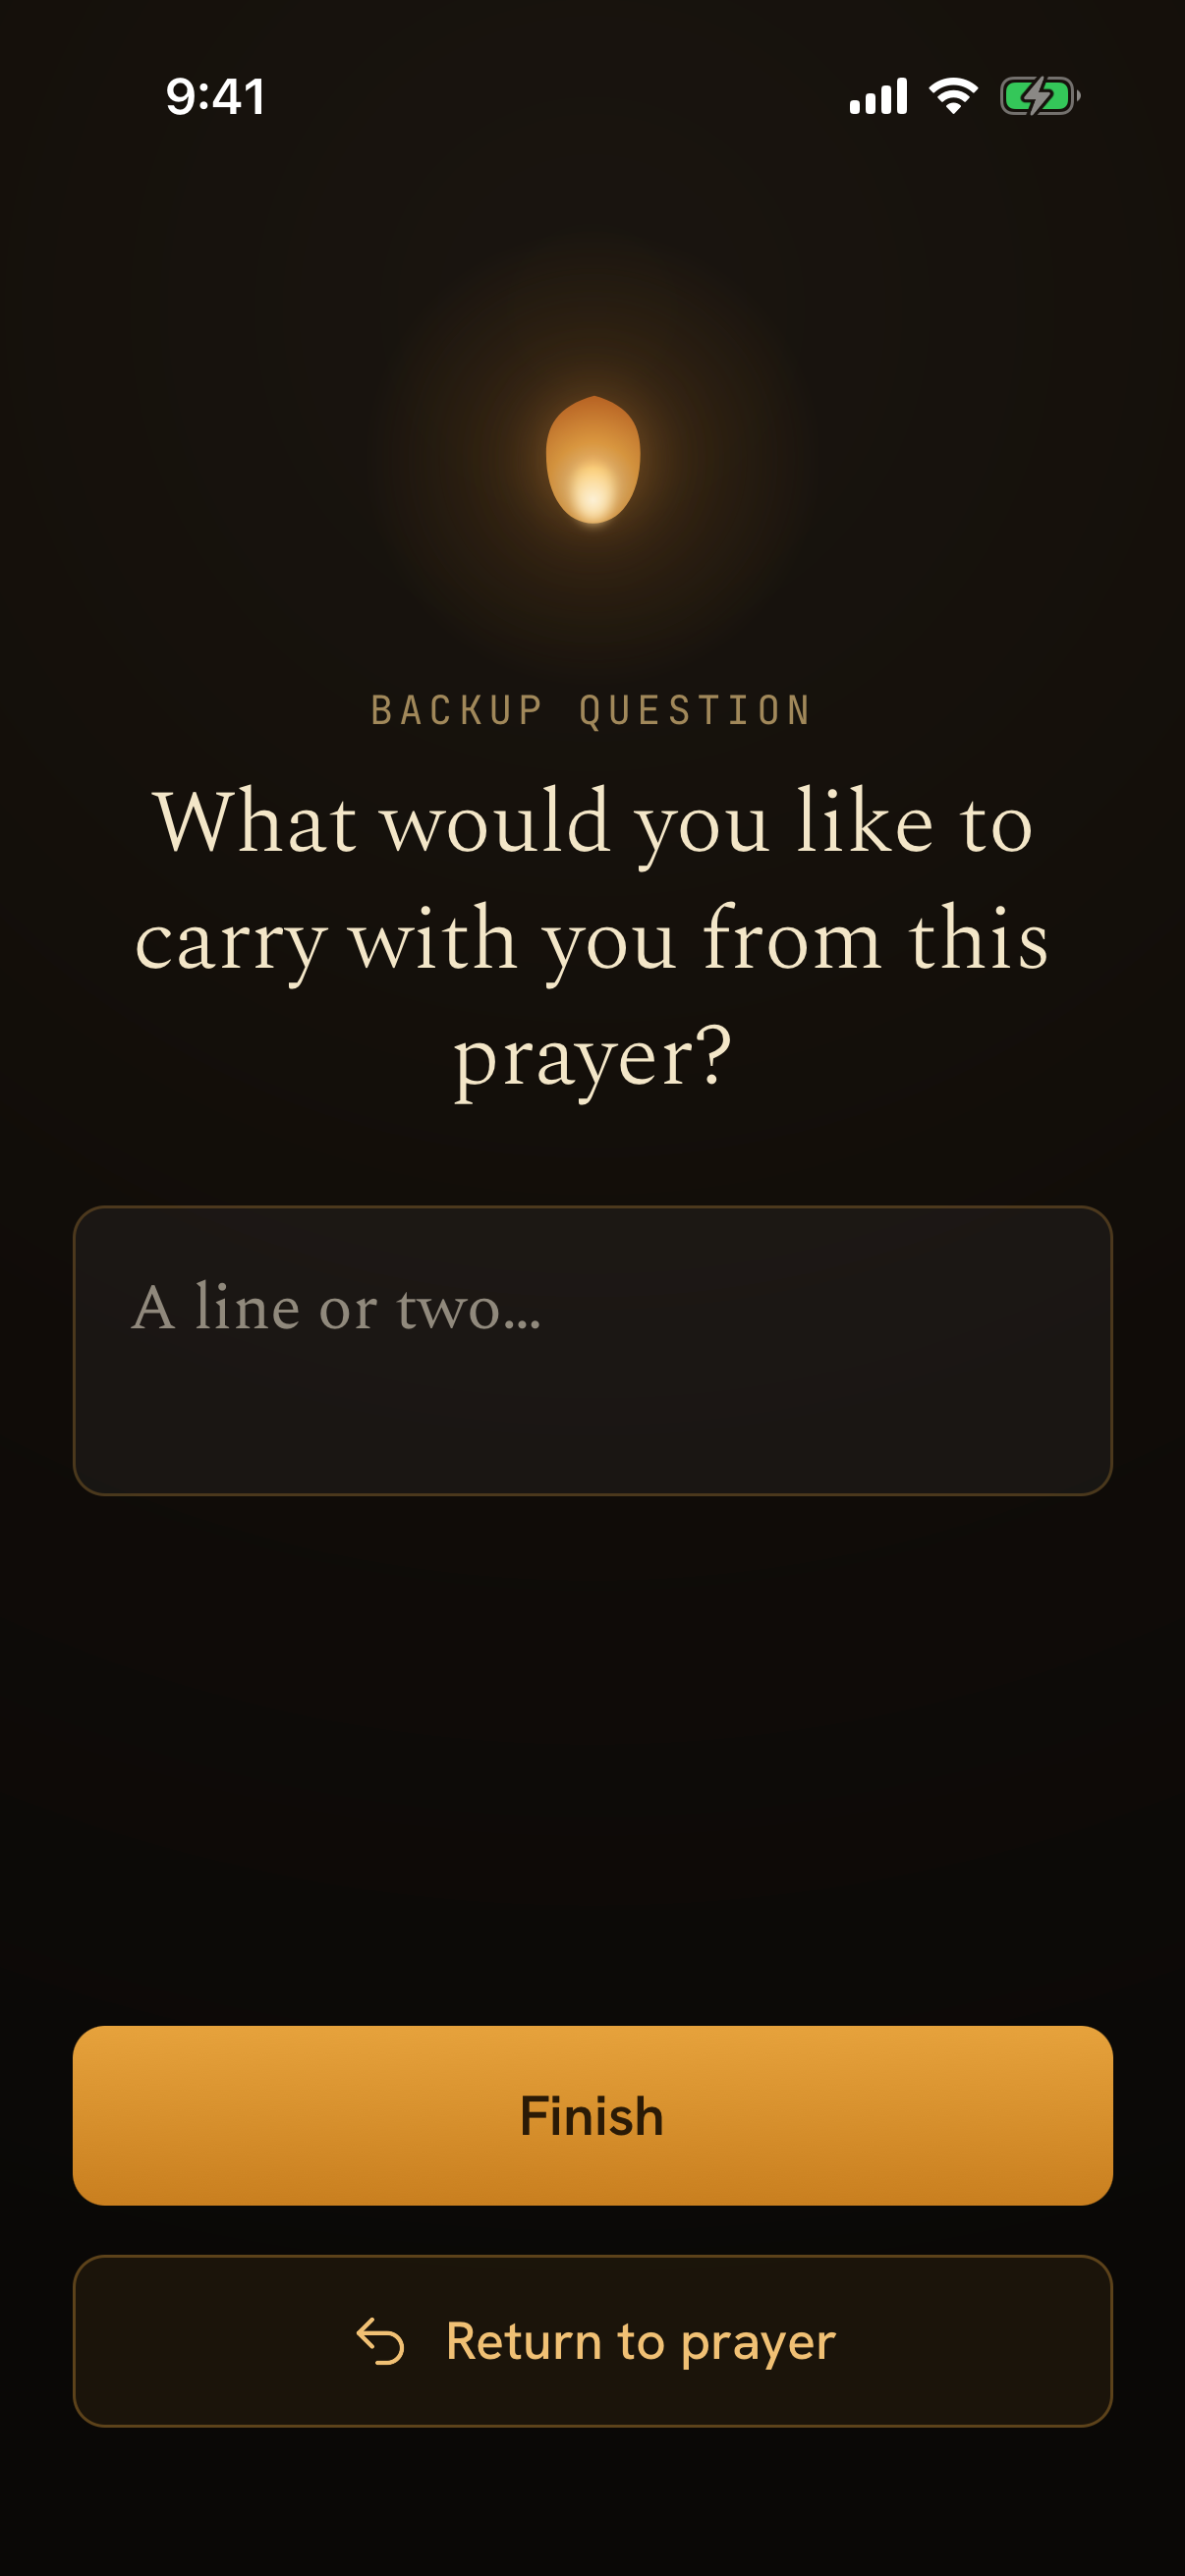 9:41
BACKUP QUESTION
What would you like to
carry with you from this
prayer?
A line or two...
Finish
Return to prayer